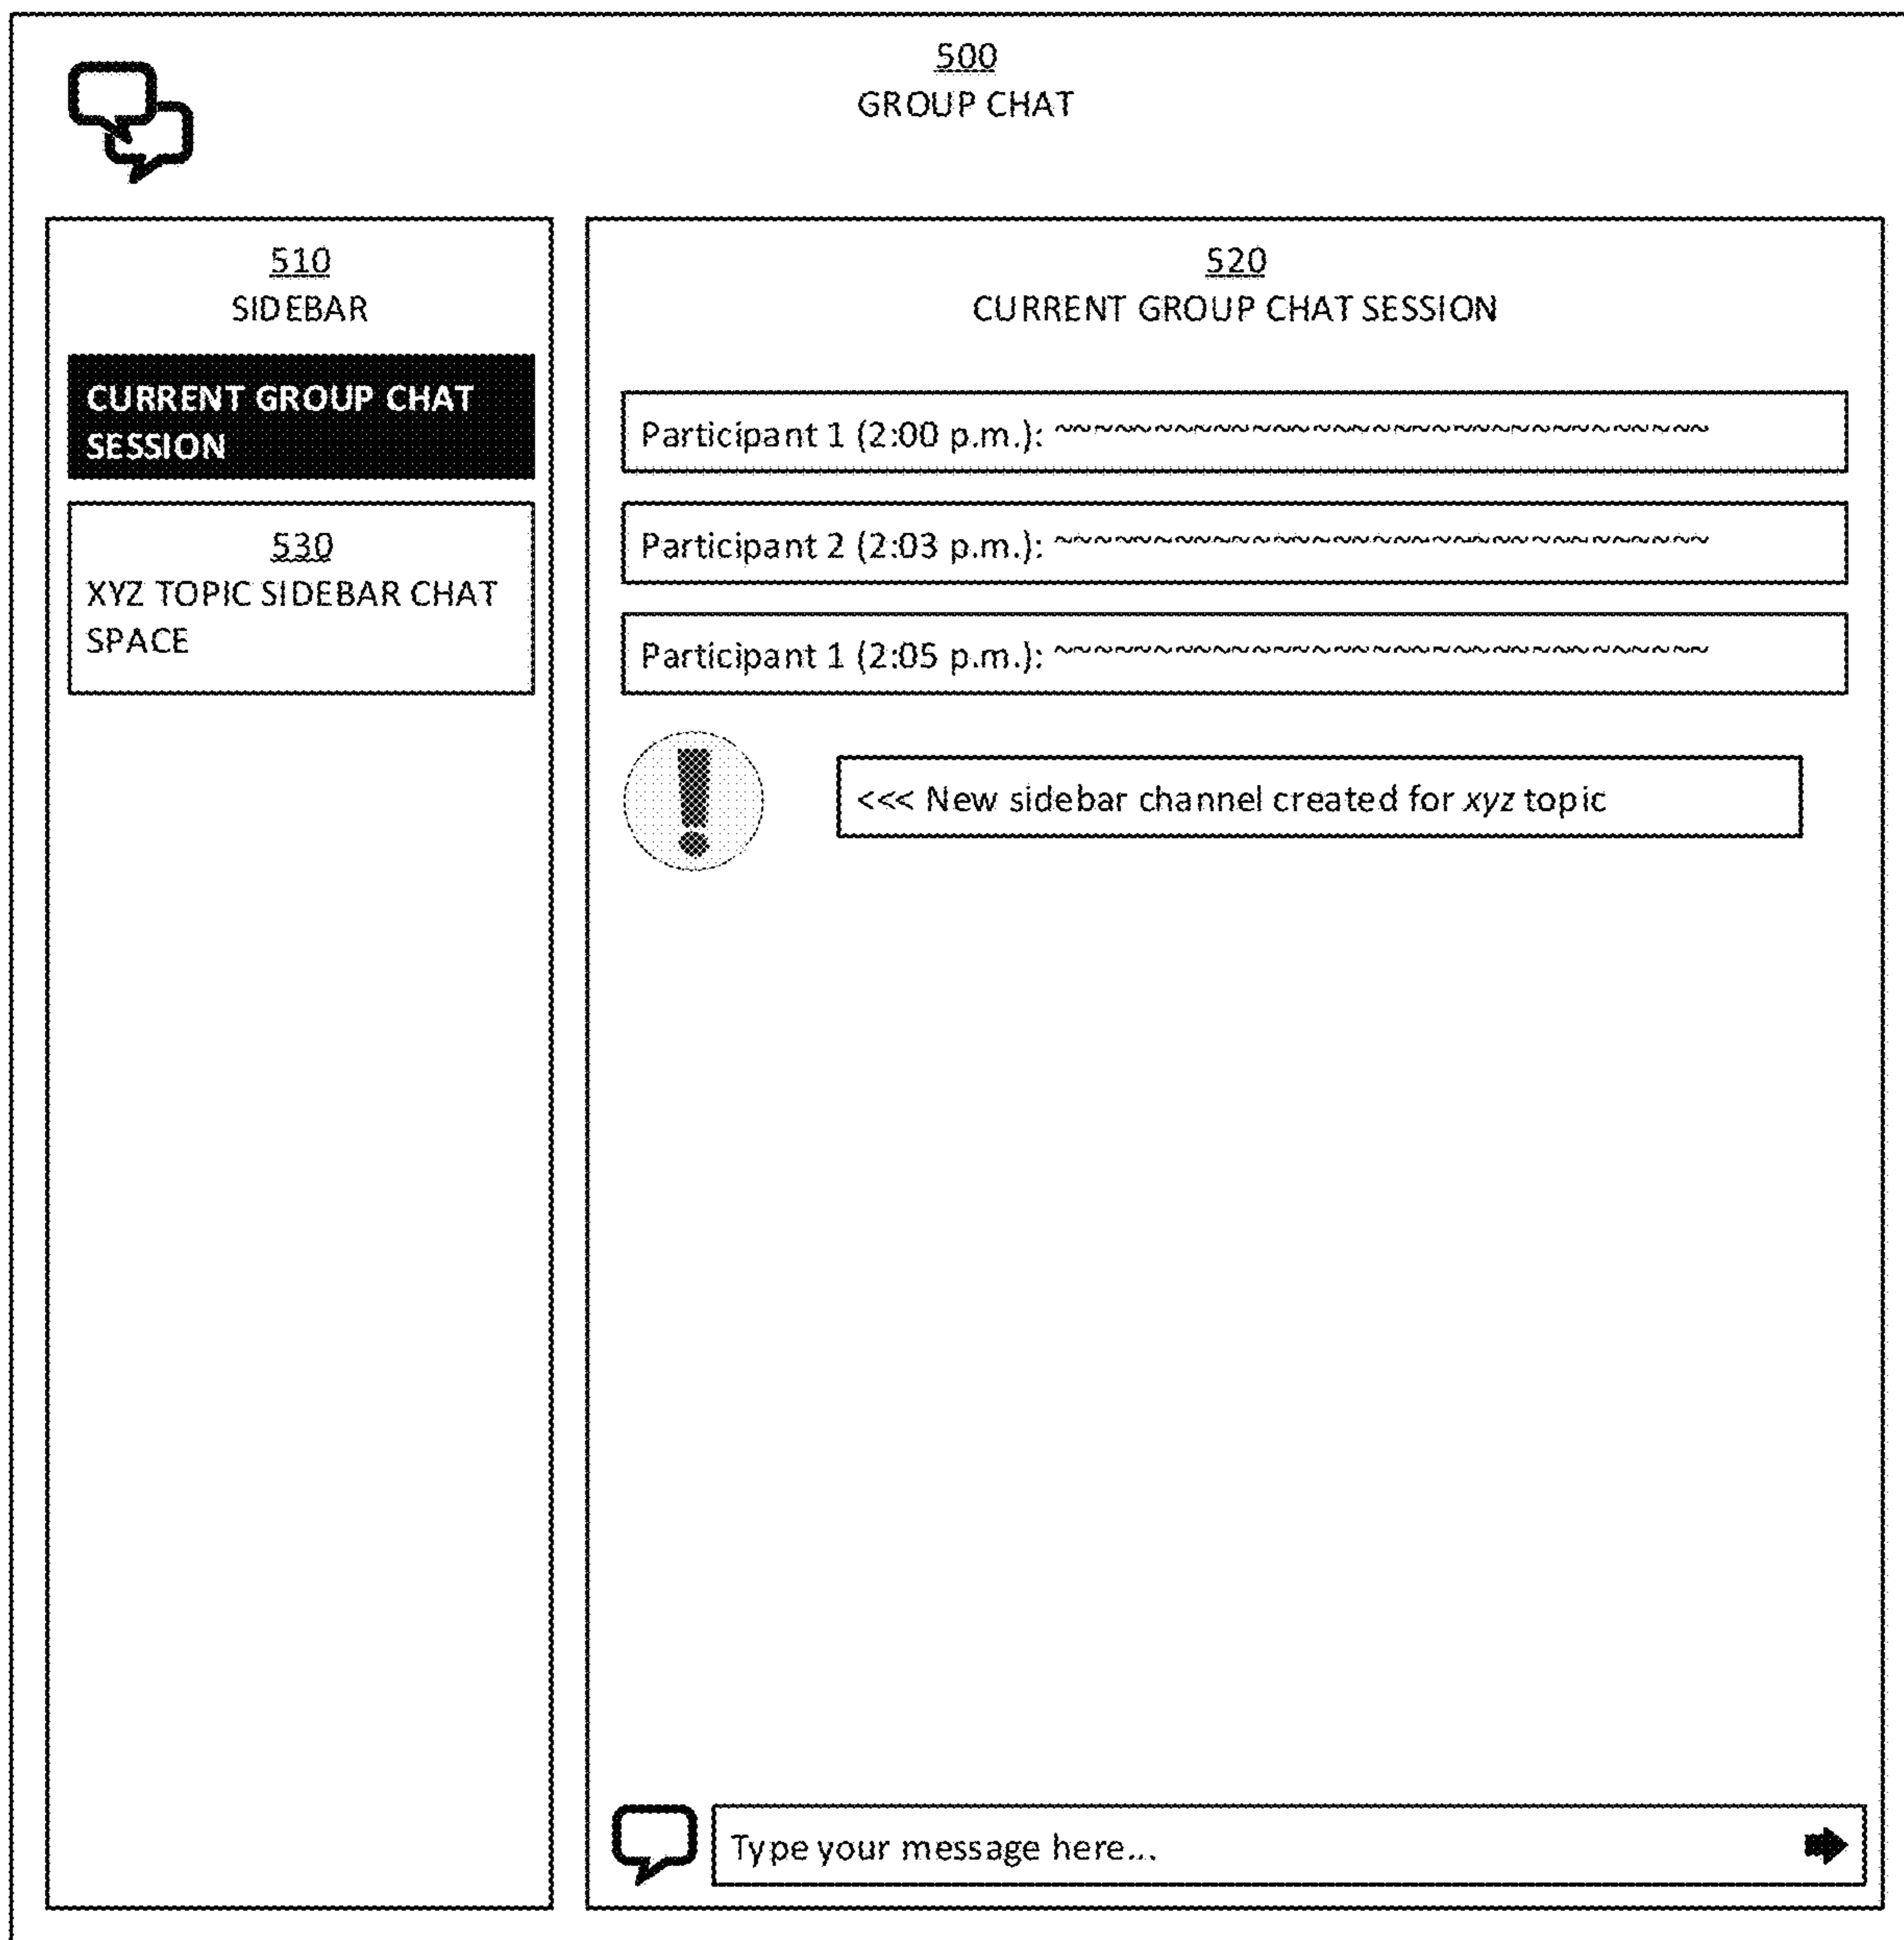 500
GROUP CHAT
510
SIDEBAR
CURRENT GROUP CHAT
SESSION
530
XYZ TOPIC SIDEBAR CHAT
SPACE
520
CURRENT GROUP CHAT SESSION
Participant 1 (2:00 p.m.): ~~~~~~~~~~~~~~~~~~~~~~~~~~~~~~~~~
Participant 2 (2:03 p.m.): ~~~~~~~~~~~~~~~~~~~~~~~~~~~~~~~~~
Participant 1 (2:05 p.m.): ~~~~~~~~~~~~~~~~~~~~~~~~~~~~~~~~~
!
<<< New sidebar channel created for xyz topic
Type your message here...